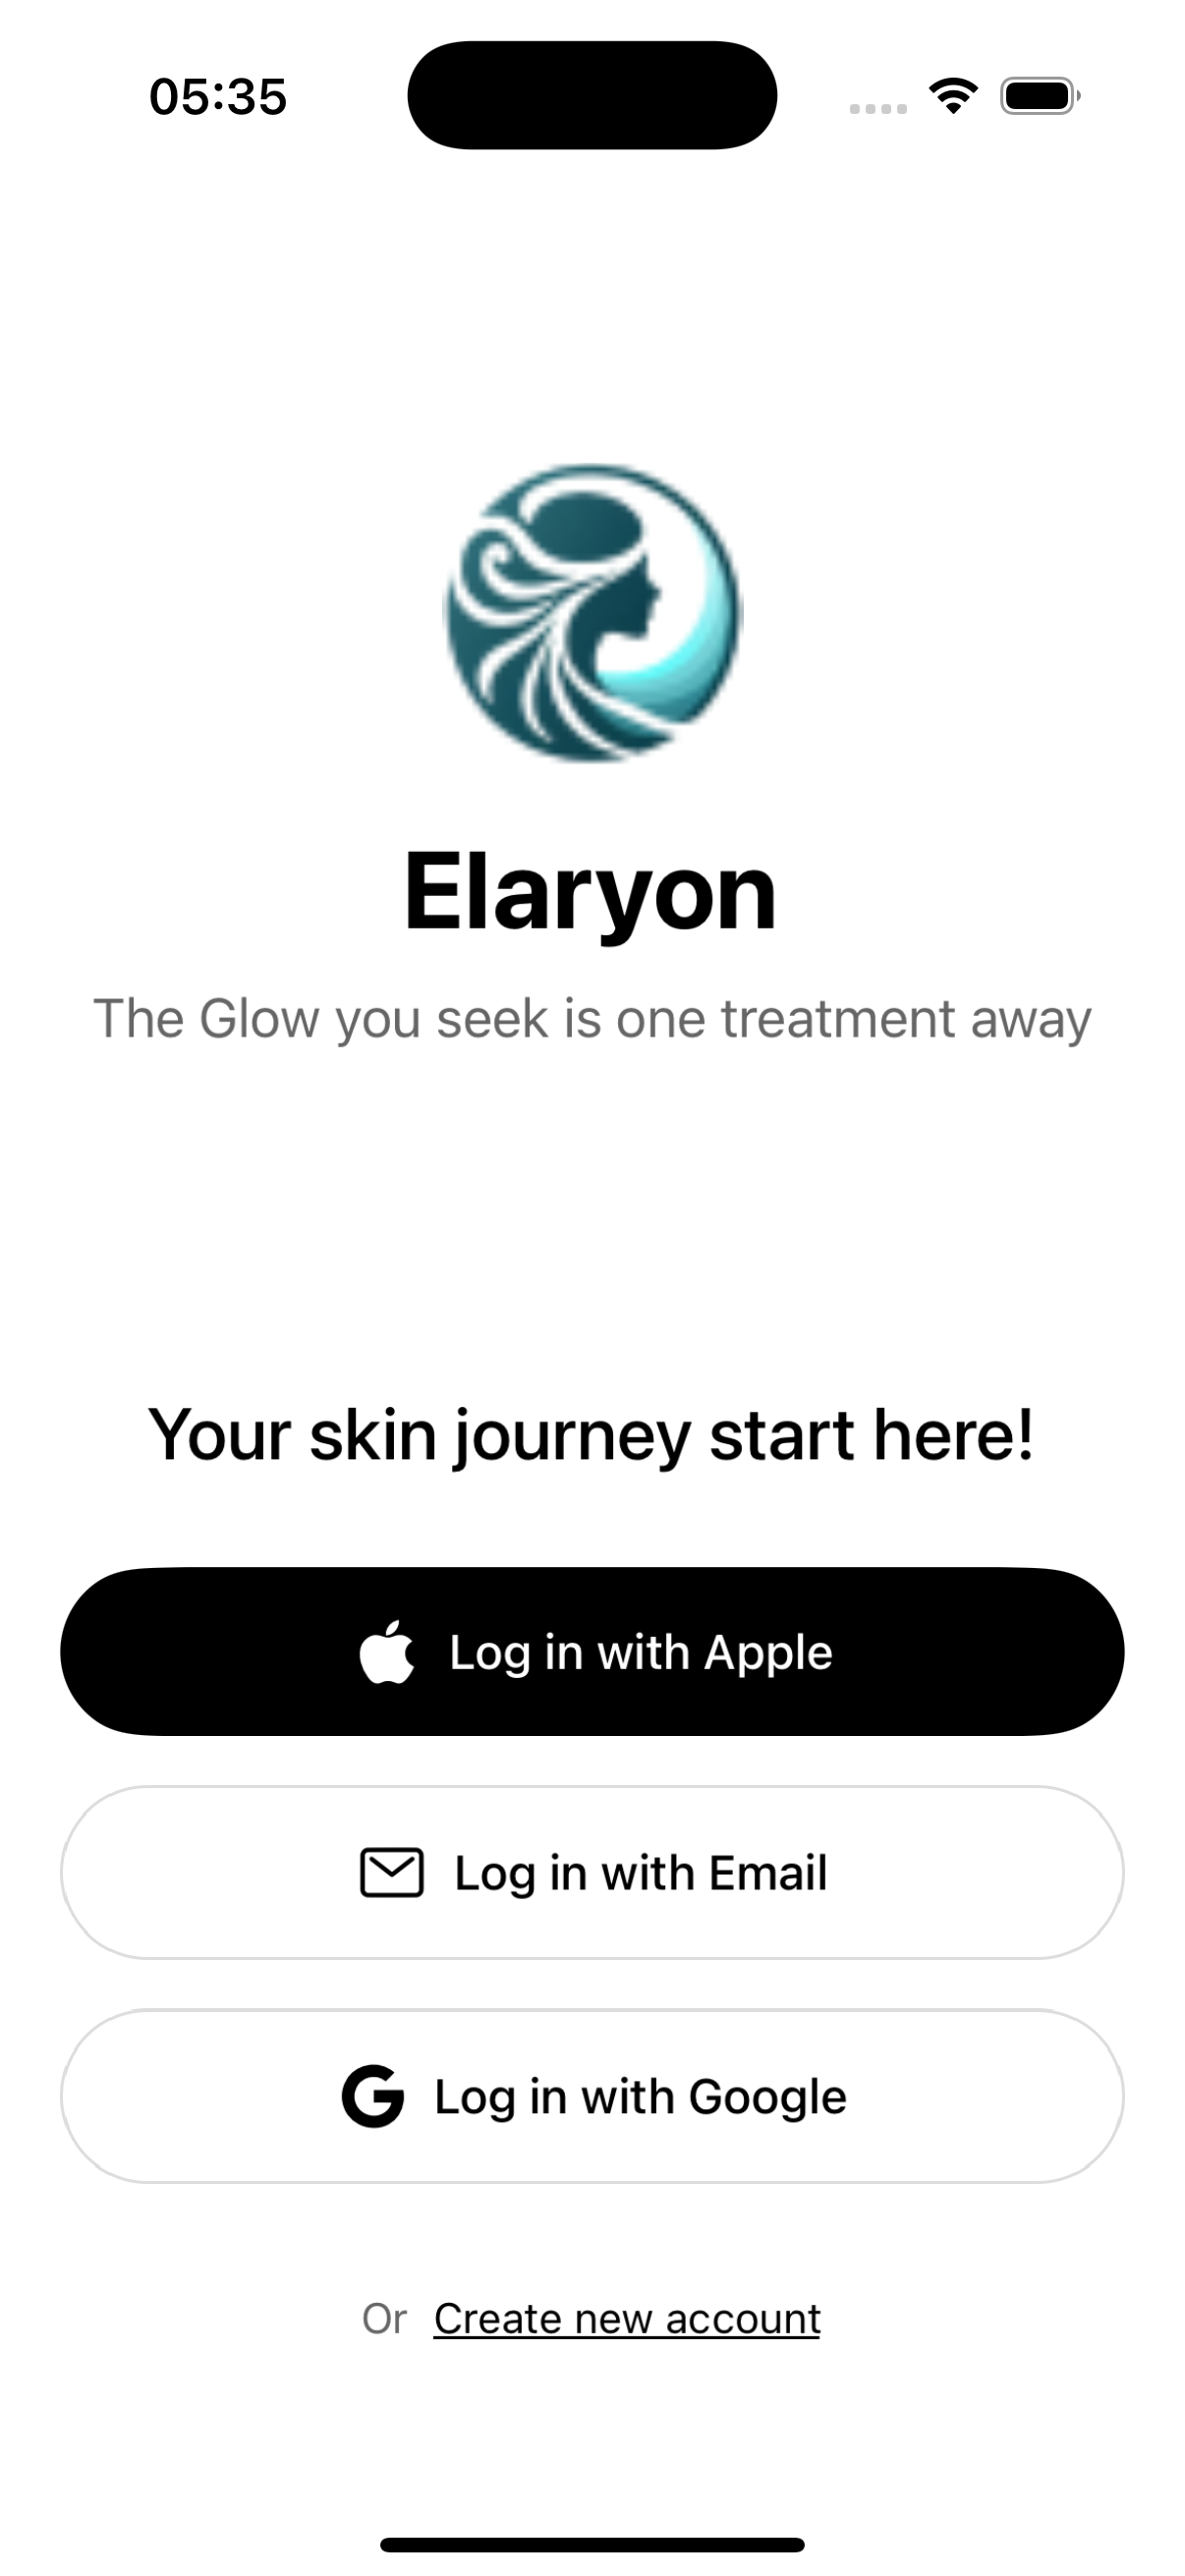 05:35
Elaryon
The Glow you seek is one treatment away
Your skin journey start here!
Log in with Apple
Log in with Email
Log in with Google
Or Create new account